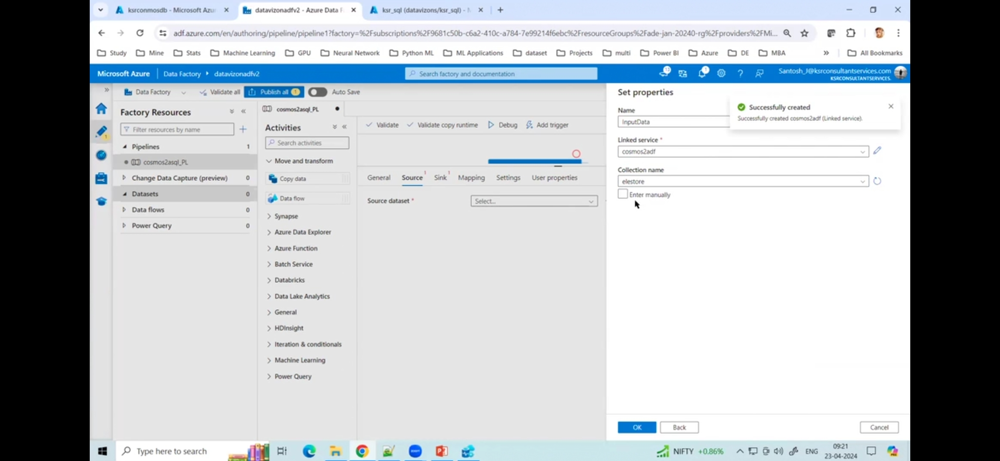 ksrconmosdb - Microsoft Azur
datavizonadfv2 - Azure Data F
ksr_sql (datavizons/ksr_sql) - M
adf.azure.com/en/authoring/pipeline/pipeline1?factory=%2Fsubscriptions%2F9681c50b-c6a2-410c-a784-7e99214f6ebc%2FresourceGroups%2Fade-jan-20240-rg%2Fproviders%2FMi...
Study
Mine
Stats
Machine Learning
GPU
Neural Network
Python ML
ML Applications
dataset
Projects
multi
Power BI
Azure
DE
MBA
»
All Bookmarks
Microsoft Azure
Data Factory
datavizonadfv2
Search factory and documentation
13
1
?
Santosh_J@ksrconsultantservices.com
KSRCONSULTANTSERVICES.
Data Factory
Validate all
Publish all 1
Auto Save
Factory Resources
Filter resources by name
Pipelines 1
cosmos2asql_PL
Change Data Capture (preview) 0
Datasets 0
Data flows 0
Power Query 0
1
cosmos2asql_PL
Activities
Search activities
Move and transform
Copy data
Data flow
Synapse
Azure Data Explorer
Azure Function
Batch Service
Databricks
Data Lake Analytics
General
HDInsight
Iteration & conditionals
Machine Learning
Power Query
Validate
Validate copy runtime
Debug
Add trigger
General
Source 1
Sink 1
Mapping
Settings
User properties
Source dataset *
Select...
Set properties
Name
InputData
Successfully created
Successfully created cosmos2adf (Linked service).
Linked service *
cosmos2adf
Collection name
elestore
Enter manually
OK
Back
Cancel
Type here to search
zoom
NIFTY +0.86%
ENG
09:21
23-04-2024